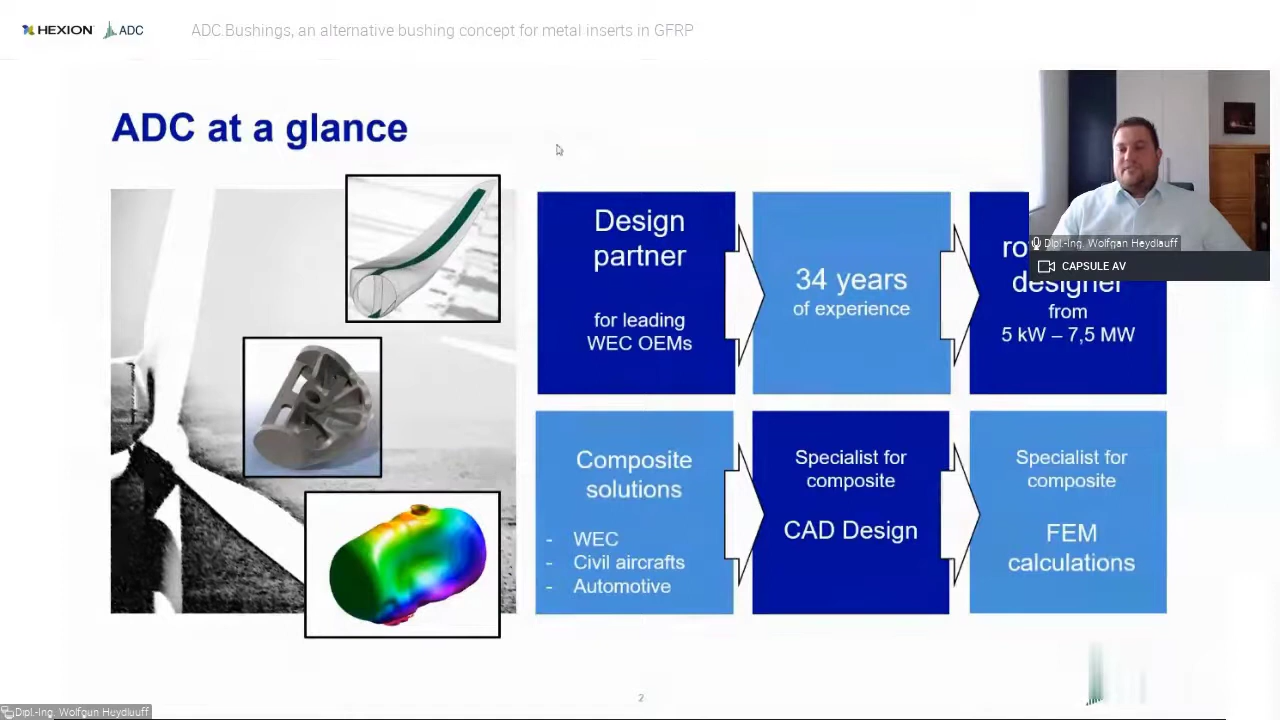 HEXION ADC ADC Bushings, an alternative bushing concept for metal inserts in GFRP
ADC at a glance
Design
partner
for leading
WEC OEMs
34 years
of experience
designer
from
5 kW – 7,5 MW
Dipl.-Ing. Wolfgan Heydlauff
CAPSULE AV
Composite
solutions
- WEC
- Civil aircrafts
- Automotive
Specialist for
composite
CAD Design
Specialist for
composite
FEM
calculations
2
Dipl.-Ing. Wolfgun Heydluuff